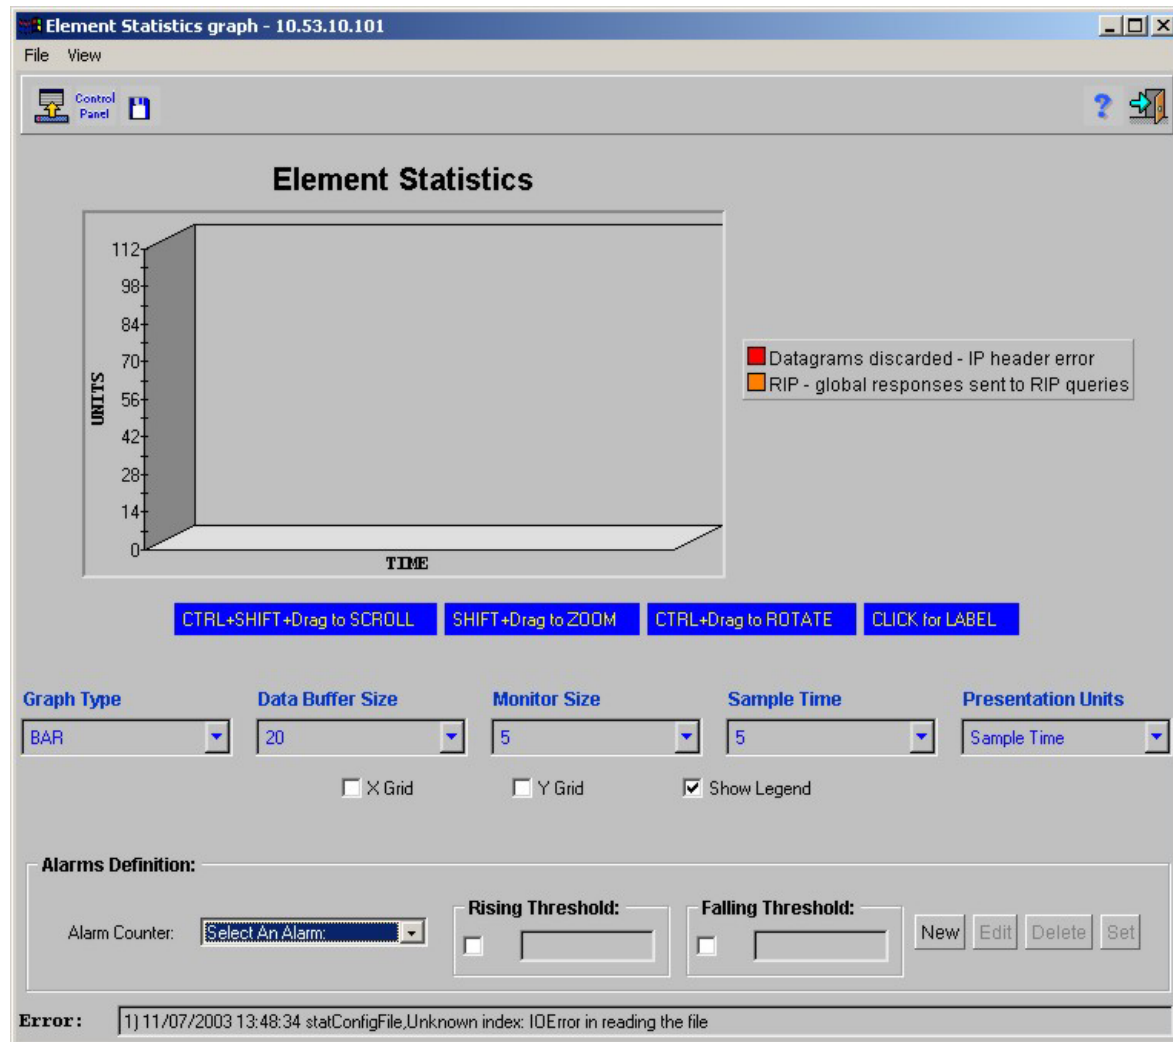 Element Statistics graph - 10.53.10.101
File View
Control
Panel
?
Element Statistics
112
98
84
70
56
42
28
14
0
UNITS
TIME
Datagrams discarded - IP header error
RIP - global responses sent to RIP queries
CTRL+SHIFT+Drag to SCROLL SHIFT+Drag to ZOOM CTRL+Drag to ROTATE CLICK for LABEL
Graph Type Data Buffer Size Monitor Size Sample Time Presentation Units
BAR 20 5 5 Sample Time
X Grid Y Grid Show Legend
Alarms Definition:
Rising Threshold: Falling Threshold:
Alarm Counter: Select An Alarm: New Edit Delete Set
Error: 1) 11/07/2003 13:48:34 statConfigFile,Unknown index: IOError in reading the file